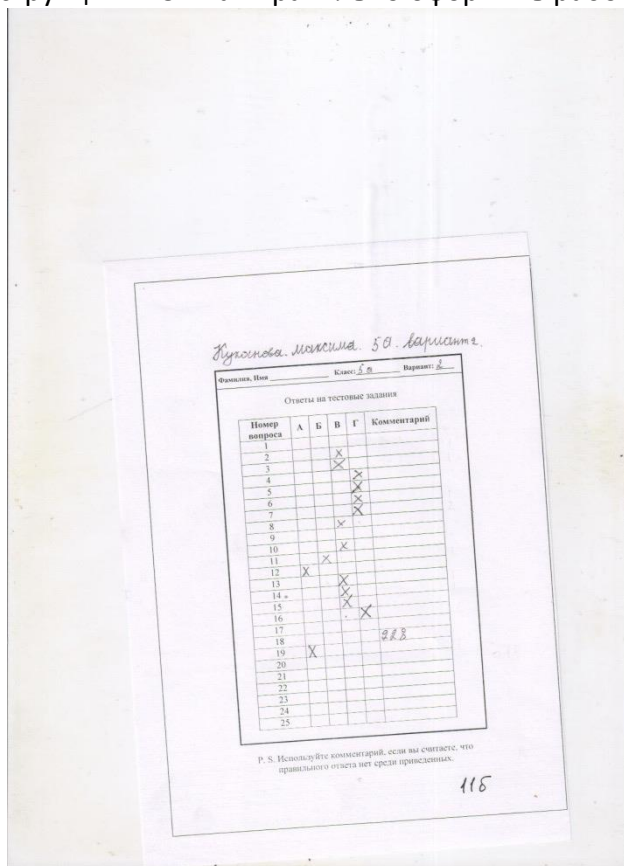 максима. 5а. вариант 2.
Фамилия, Имя Класс: 5а Вариант: 2
Ответы на тестовые задания
Номер вопроса А Б В Г Комментарий
1
2 X
3 X
4 X
5 X
6 X
7 X
8 X
9
10 X
11 X
12 X
13 X
14 X
15 X
16 X
17
18 228
19 X
20
21
22
23
24
25
P. S. Используйте комментарий, если вы считаете, что
правильного ответа нет среди приведенных.
11б